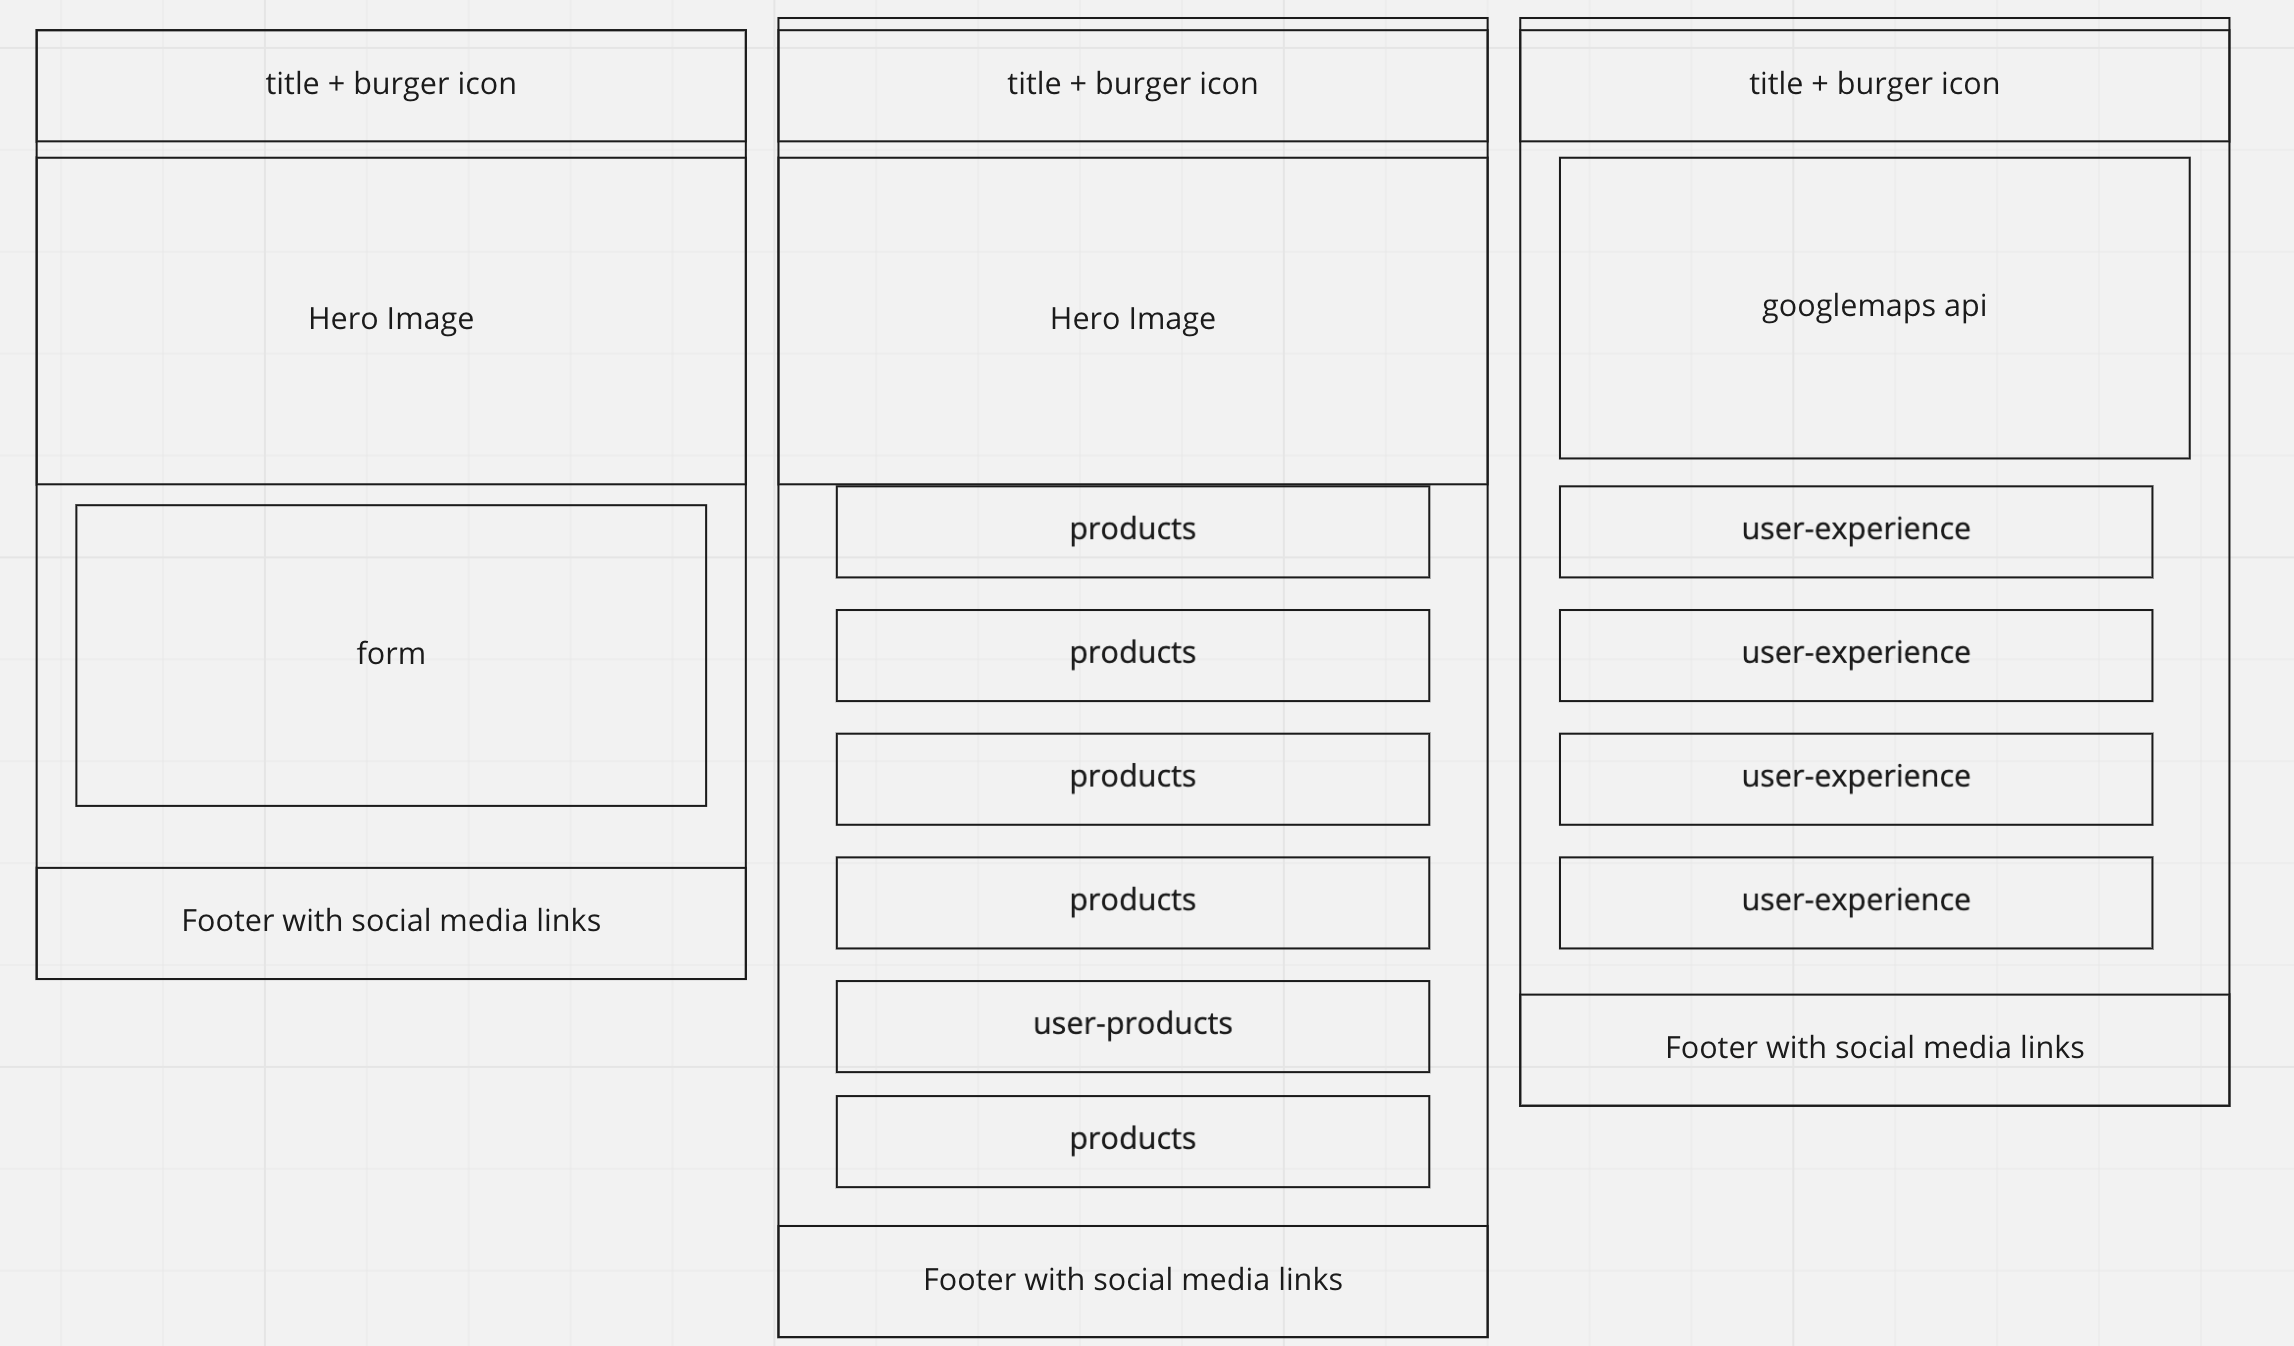 title + burger icon
Hero Image
form
Footer with social media links
title + burger icon
Hero Image
products
products
products
products
user-products
products
Footer with social media links
title + burger icon
googlemaps api
user-experience
user-experience
user-experience
user-experience
Footer with social media links